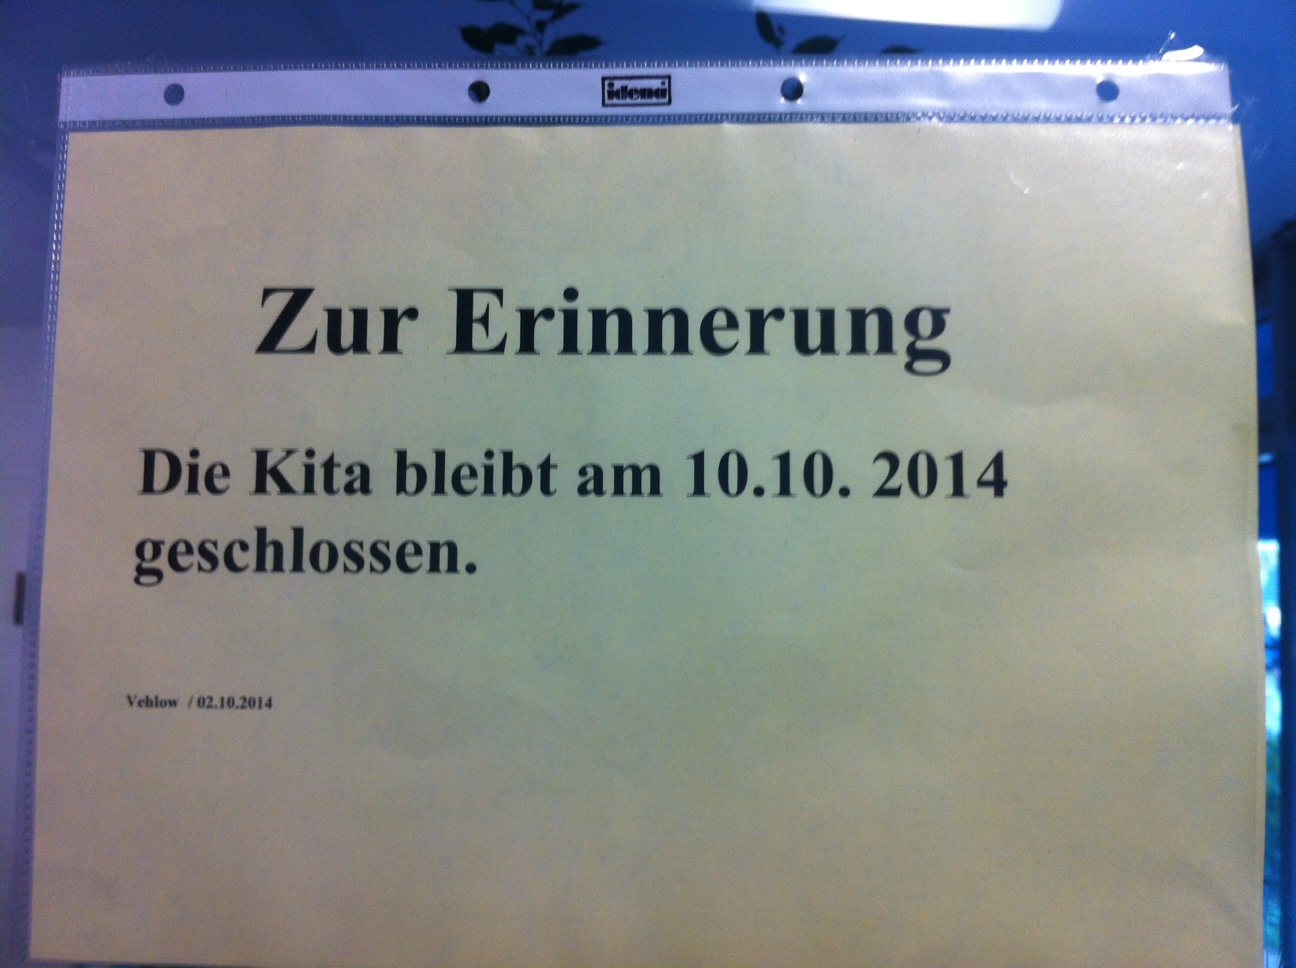 idena
Zur Erinnerung
Die Kita bleibt am 10.10. 2014
geschlossen.
Vehlow / 02.10.2014